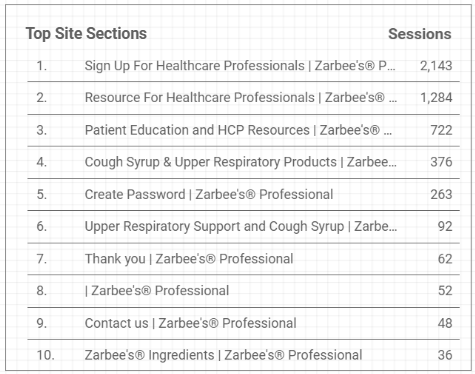 Top Site Sections Sessions
1. Sign Up For Healthcare Professionals | Zarbee's® P... 2,143
2. Resource For Healthcare Professionals | Zarbee's® ... 1,284
3. Patient Education and HCP Resources | Zarbee's® ... 722
4. Cough Syrup & Upper Respiratory Products | Zarbee... 376
5. Create Password | Zarbee's® Professional 263
6. Upper Respiratory Support and Cough Syrup | Zarbe... 92
7. Thank you | Zarbee's® Professional 62
8. | Zarbee's® Professional 52
9. Contact us | Zarbee's® Professional 48
10. Zarbee's® Ingredients | Zarbee's® Professional 36